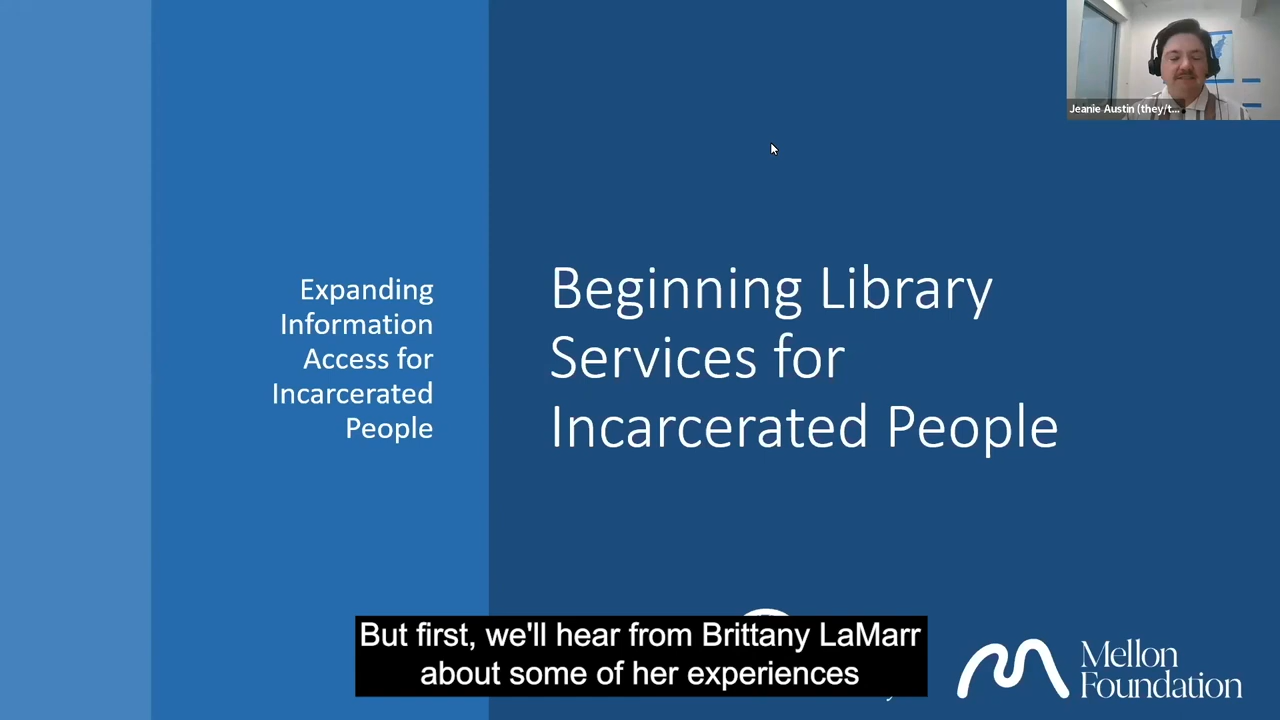 Jeanie Austin (they/t...
Expanding
Information
Access for
Incarcerated
People
Beginning Library
Services for
Incarcerated People
But first, we'll hear from Brittany LaMarr
about some of her experiences
Mellon
Foundation